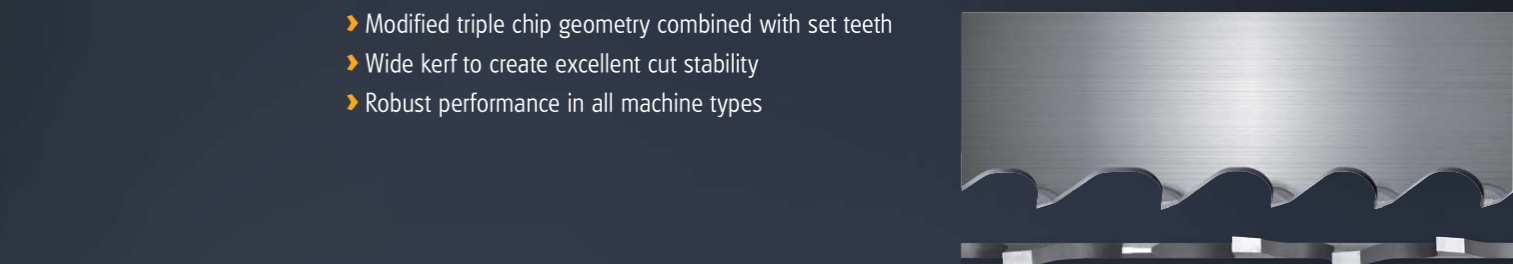 › Modified triple chip geometry combined with set teeth
› Wide kerf to create excellent cut stability
› Robust performance in all machine types